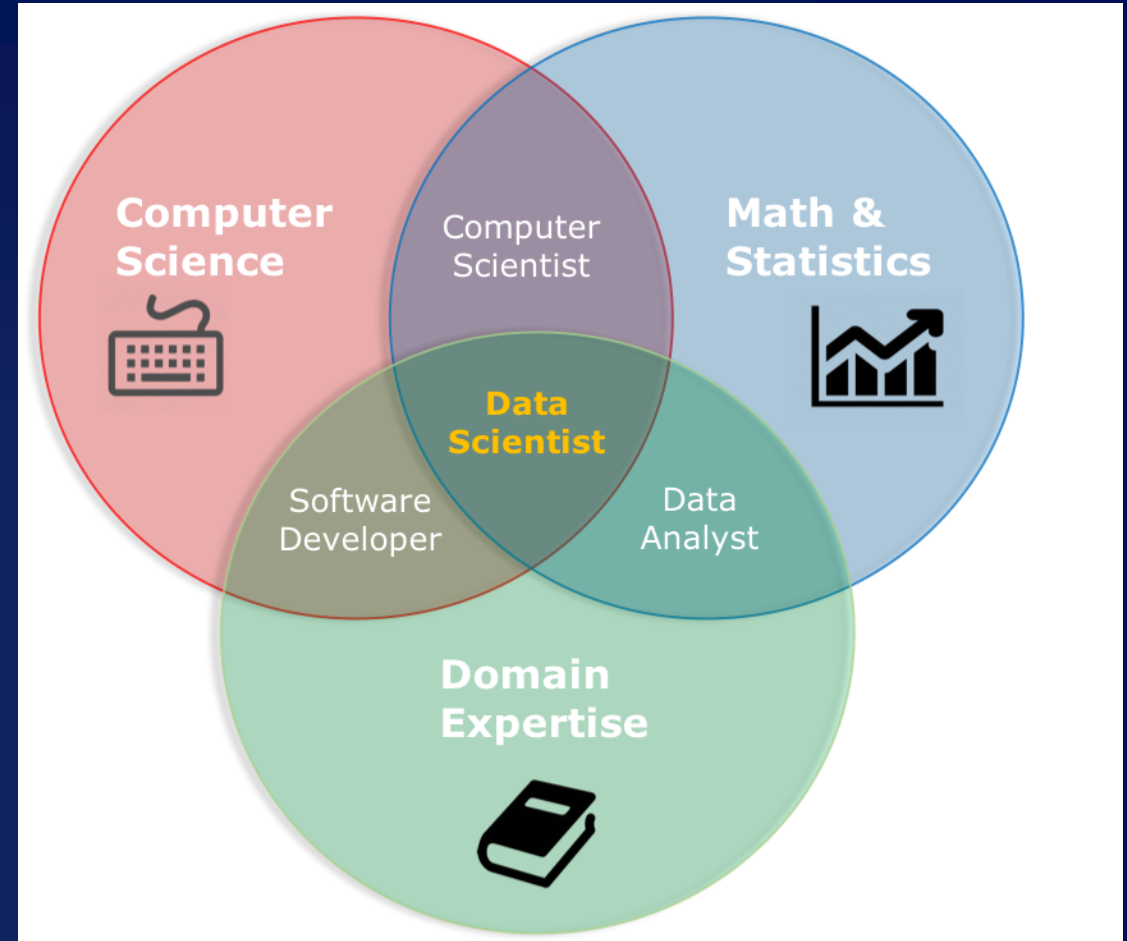 Computer
Science
Computer
Scientist
Math &
Statistics
Data
Scientist
Software
Developer
Data
Analyst
Domain
Expertise